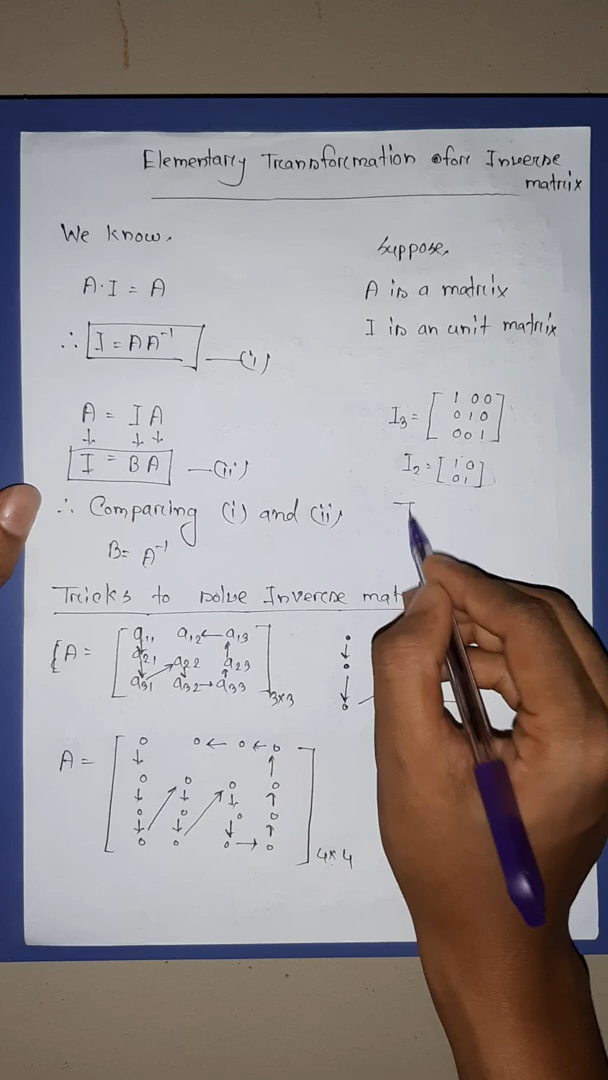 Elementary Transformation for Inverse
matrix
We know,
A·I = A
∴ I = AA⁻¹ —(i)
A = I A
↓ ↓ ↓
I = B A —(ii)
∴ Comparing (i) and (ii)
B = A⁻¹
Suppose,
A is a matrix
I is an unit matrix
I₃ = [1 0 0
0 1 0
0 0 1]
I₂ = [1 0
0 1]
Tricks to solve Inverse mat
[A = [a₁₁ a₁₂ ← a₁₃
a₂₁ a₂₂ a₂₃
a₃₁ a₃₂ → a₃₃] 3×3
A = [o o ← o ← o
o o o o
o o o o
o o o → o] 4×4